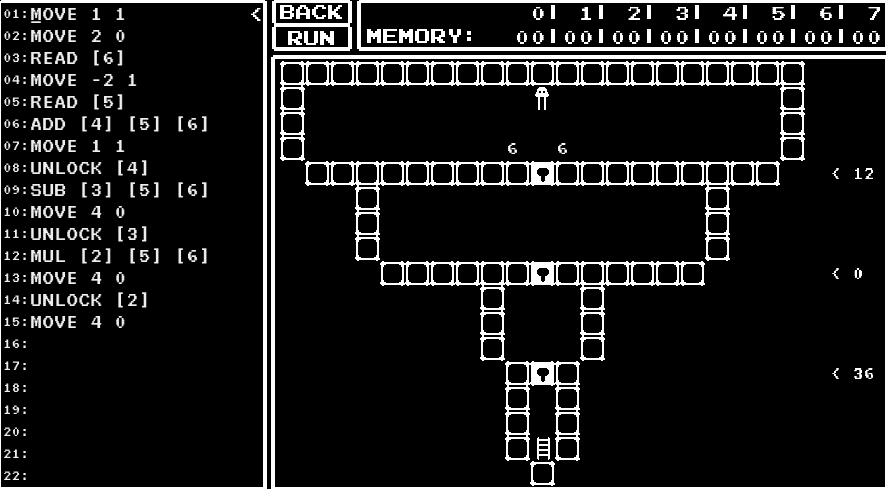 01:MOVE 1 1 <
02:MOVE 2 0
03:READ [6]
04:MOVE -2 1
05:READ [5]
06:ADD [4] [5] [6]
07:MOVE 1 1
08:UNLOCK [4]
09:SUB [3] [5] [6]
10:MOVE 4 0
11:UNLOCK [3]
12:MUL [2] [5] [6]
13:MOVE 4 0
14:UNLOCK [2]
15:MOVE 4 0
16:
17:
18:
19:
20:
21:
22:
BACK
RUN
0| 1| 2| 3| 4| 5| 6| 7
MEMORY: 00|00|00|00|00|00|00|00
6 6
< 12
< 0
< 36